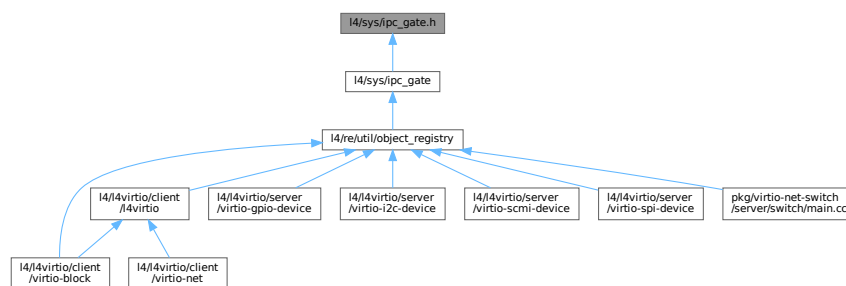 l4/sys/ipc_gate.h
l4/sys/ipc_gate
l4/re/util/object_registry
l4/l4virtio/client
/l4virtio
l4/l4virtio/server
/virtio-gpio-device
l4/l4virtio/server
/virtio-i2c-device
l4/l4virtio/server
/virtio-scmi-device
l4/l4virtio/server
/virtio-spi-device
pkg/virtio-net-switch
/server/switch/main.cc
l4/l4virtio/client
/virtio-block
l4/l4virtio/client
/virtio-net